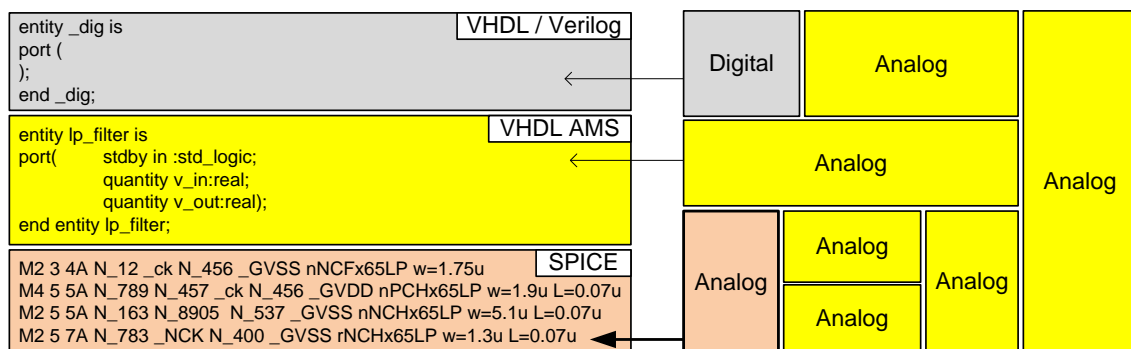 entity _dig is
VHDL / Verilog
port (
);
end _dig;
entity lp_filter is
VHDL AMS
port( stdby in :std_logic;
quantity v_in:real;
quantity v_out:real);
end entity lp_filter;
SPICE
M2 3 4A N_12 _ck N_456 _GVSS nNCFx65LP w=1.75u
M4 5 5A N_789 N_457 _ck N_456 _GVDD nPCHx65LP w=1.9u L=0.07u
M2 5 5A N_163 N_8905 N_537 _GVSS nNCHx65LP w=5.1u L=0.07u
M2 5 7A N_783 _NCK N_400 _GVSS rNCHx65LP w=1.3u L=0.07u
Digital
Analog
Analog
Analog
Analog
Analog
Analog
Analog